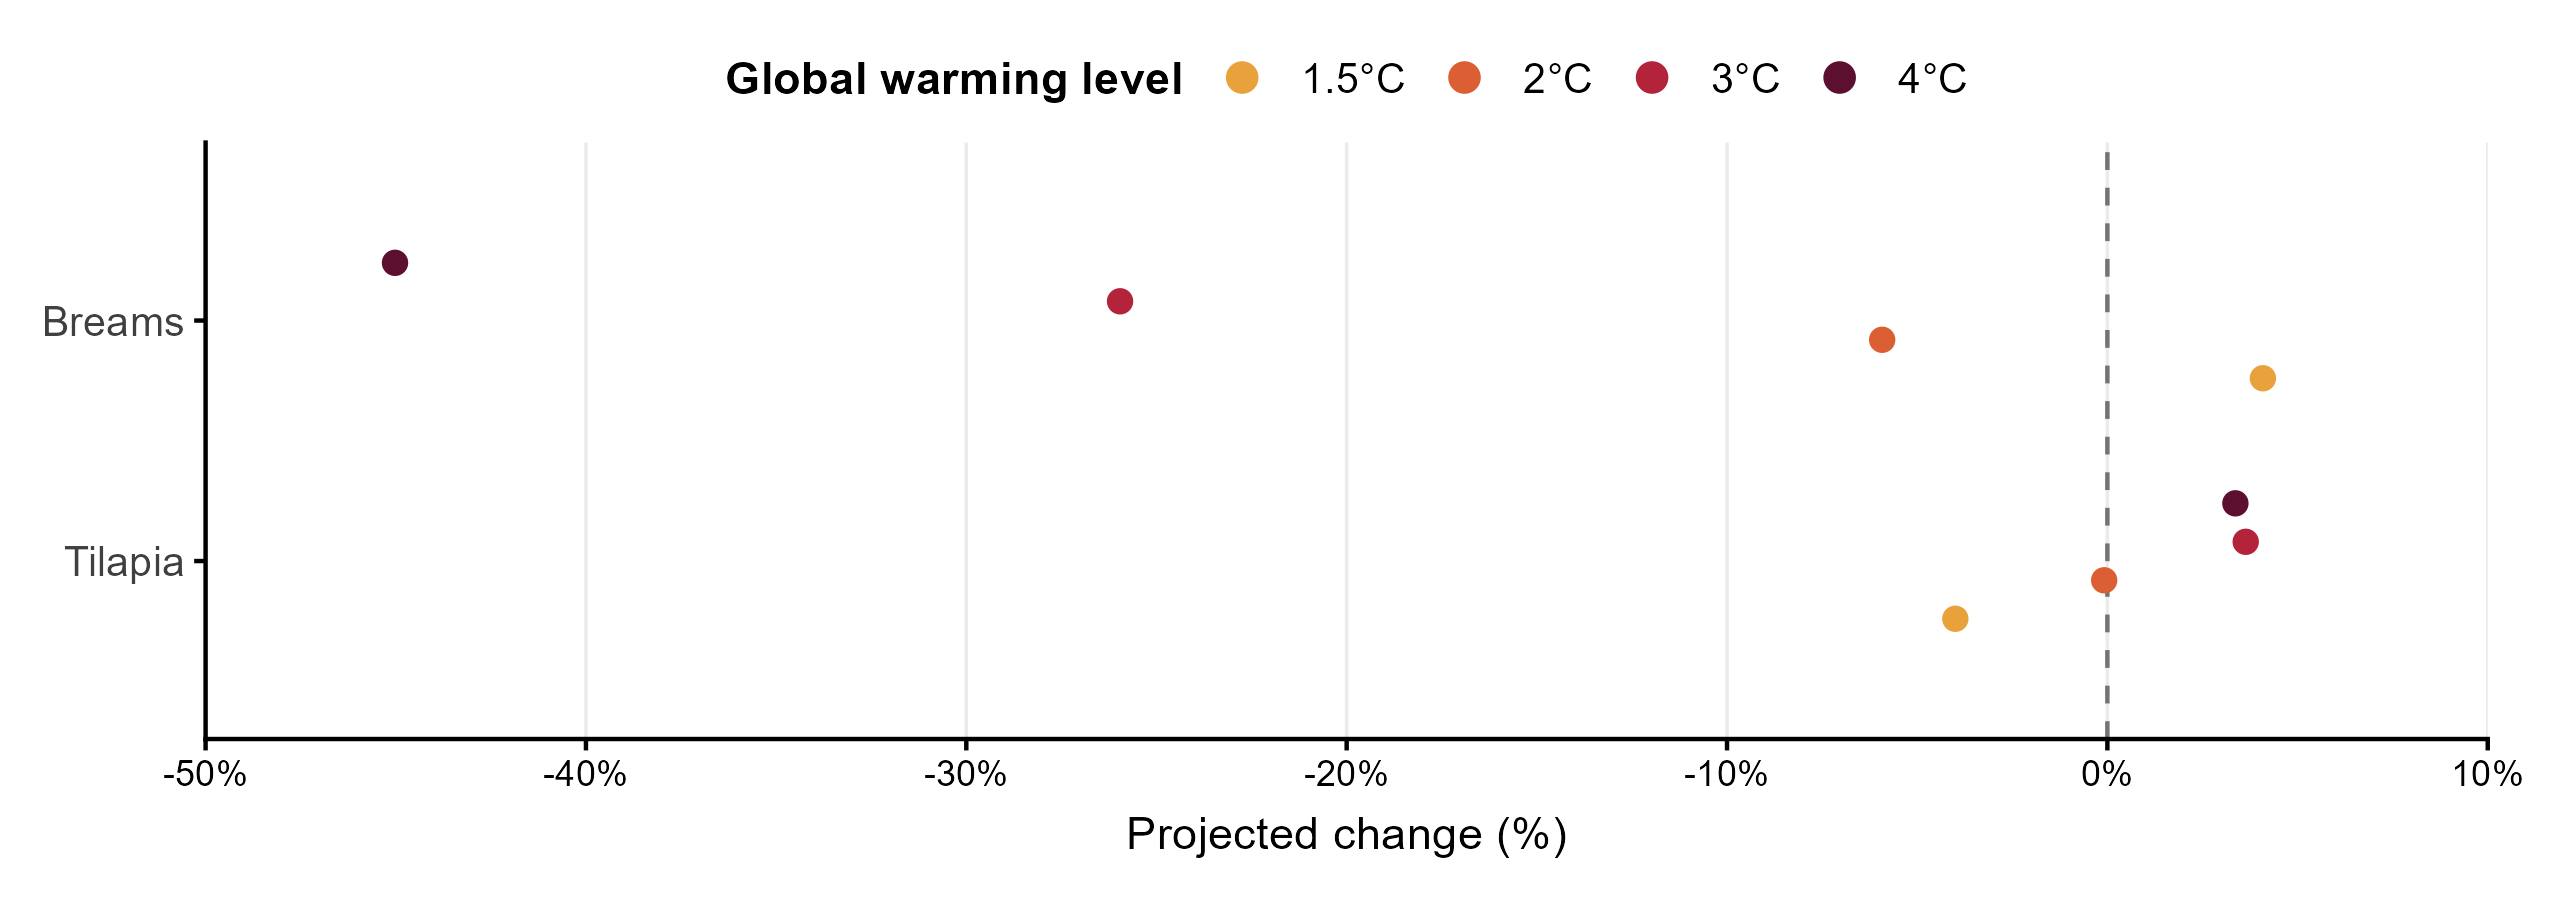 Global warming level 1.5°C 2°C 3°C 4°C
Breams
Tilapia
-50% -40% -30% -20% -10% 0% 10%
Projected change (%)